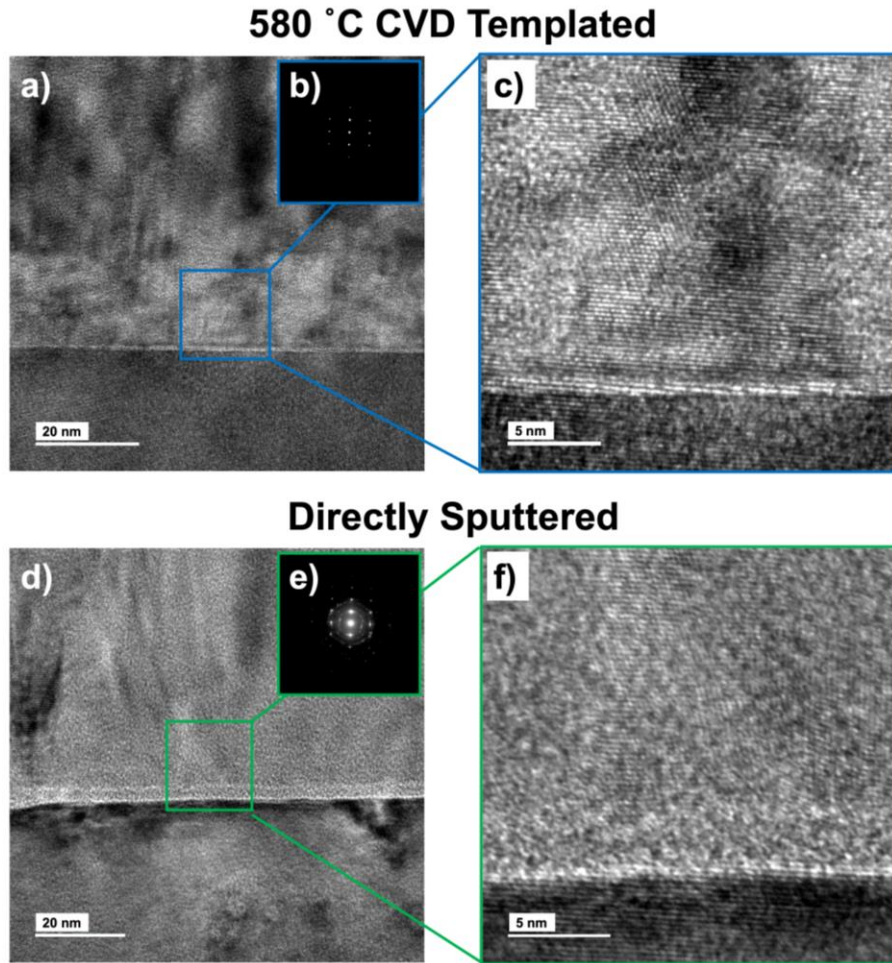 580 ˚C CVD Templated
a)
b)
c)
20 nm
5 nm
Directly Sputtered
d)
e)
f)
20 nm
5 nm